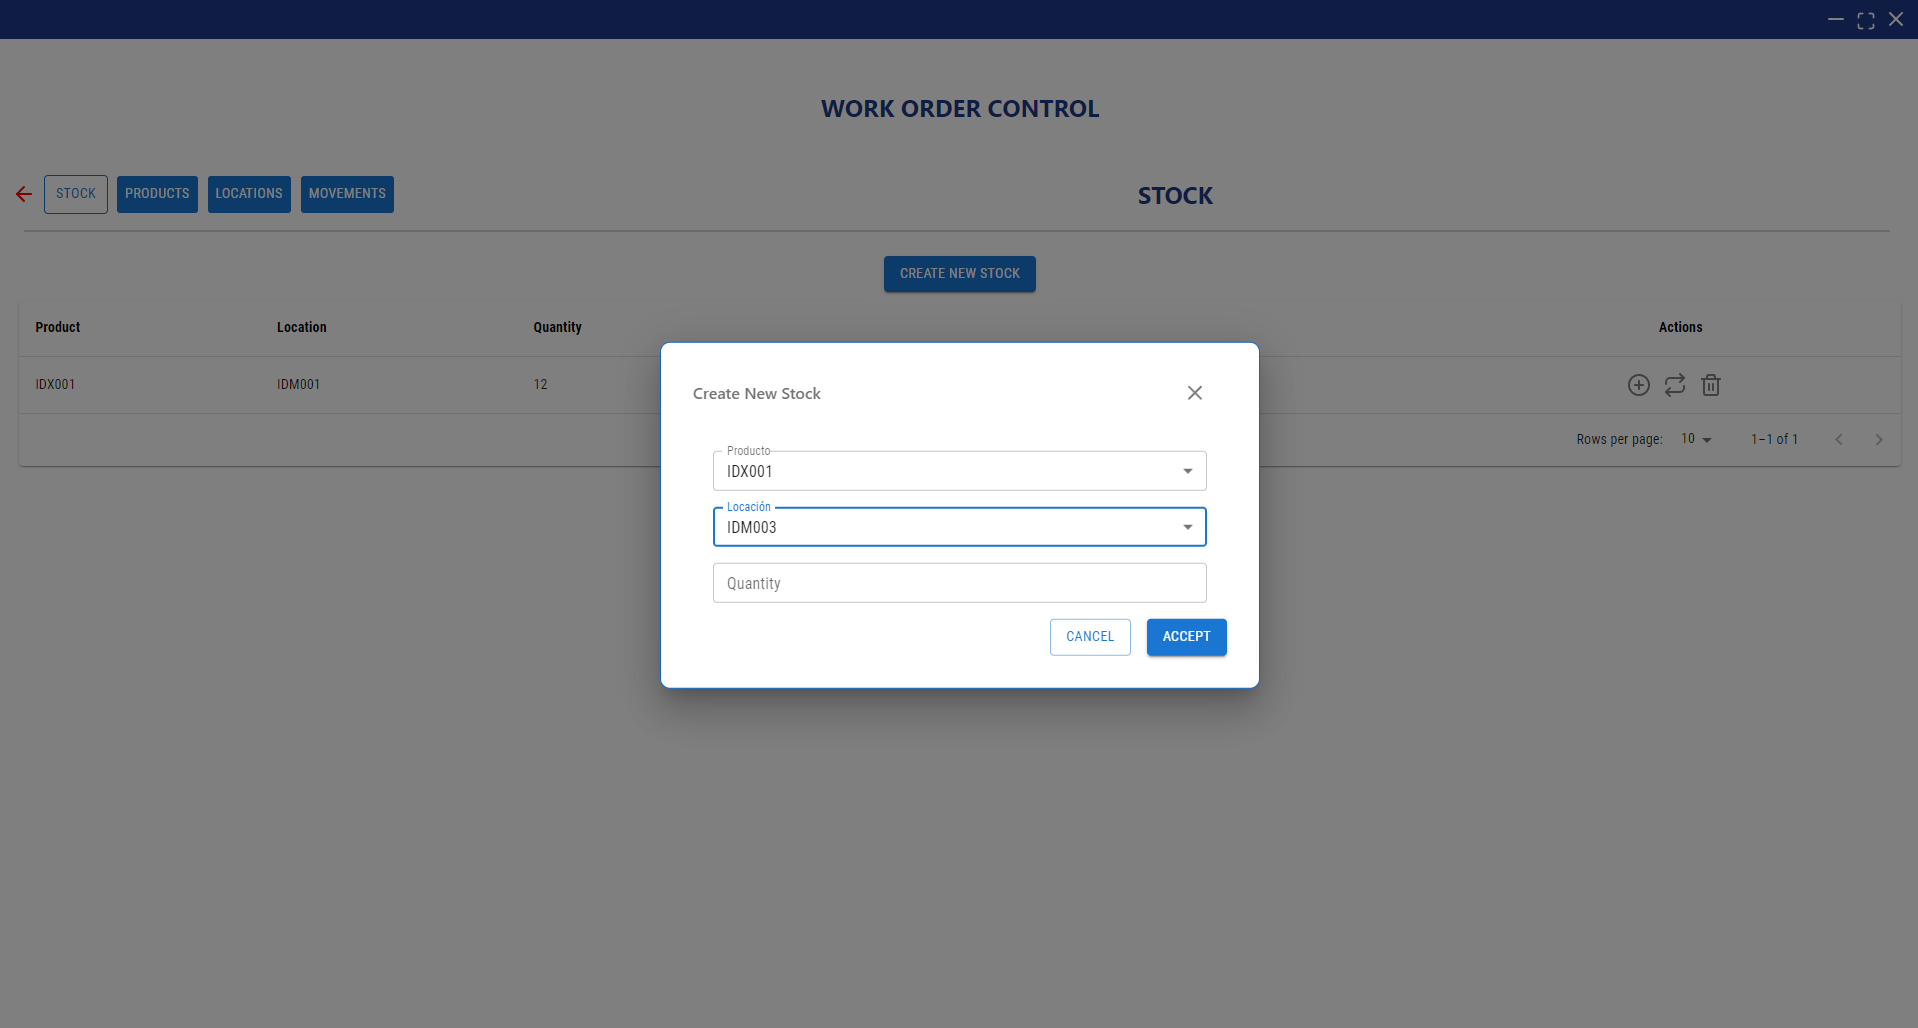 WORK ORDER CONTROL
STOCK PRODUCTS LOCATIONS MOVEMENTS STOCK
CREATE NEW STOCK
Product Location Quantity Actions
IDX001 IDM001 12
Rows per page: 10 1–1 of 1
Create New Stock
Producto
IDX001
Locación
IDM003
Quantity
CANCEL ACCEPT